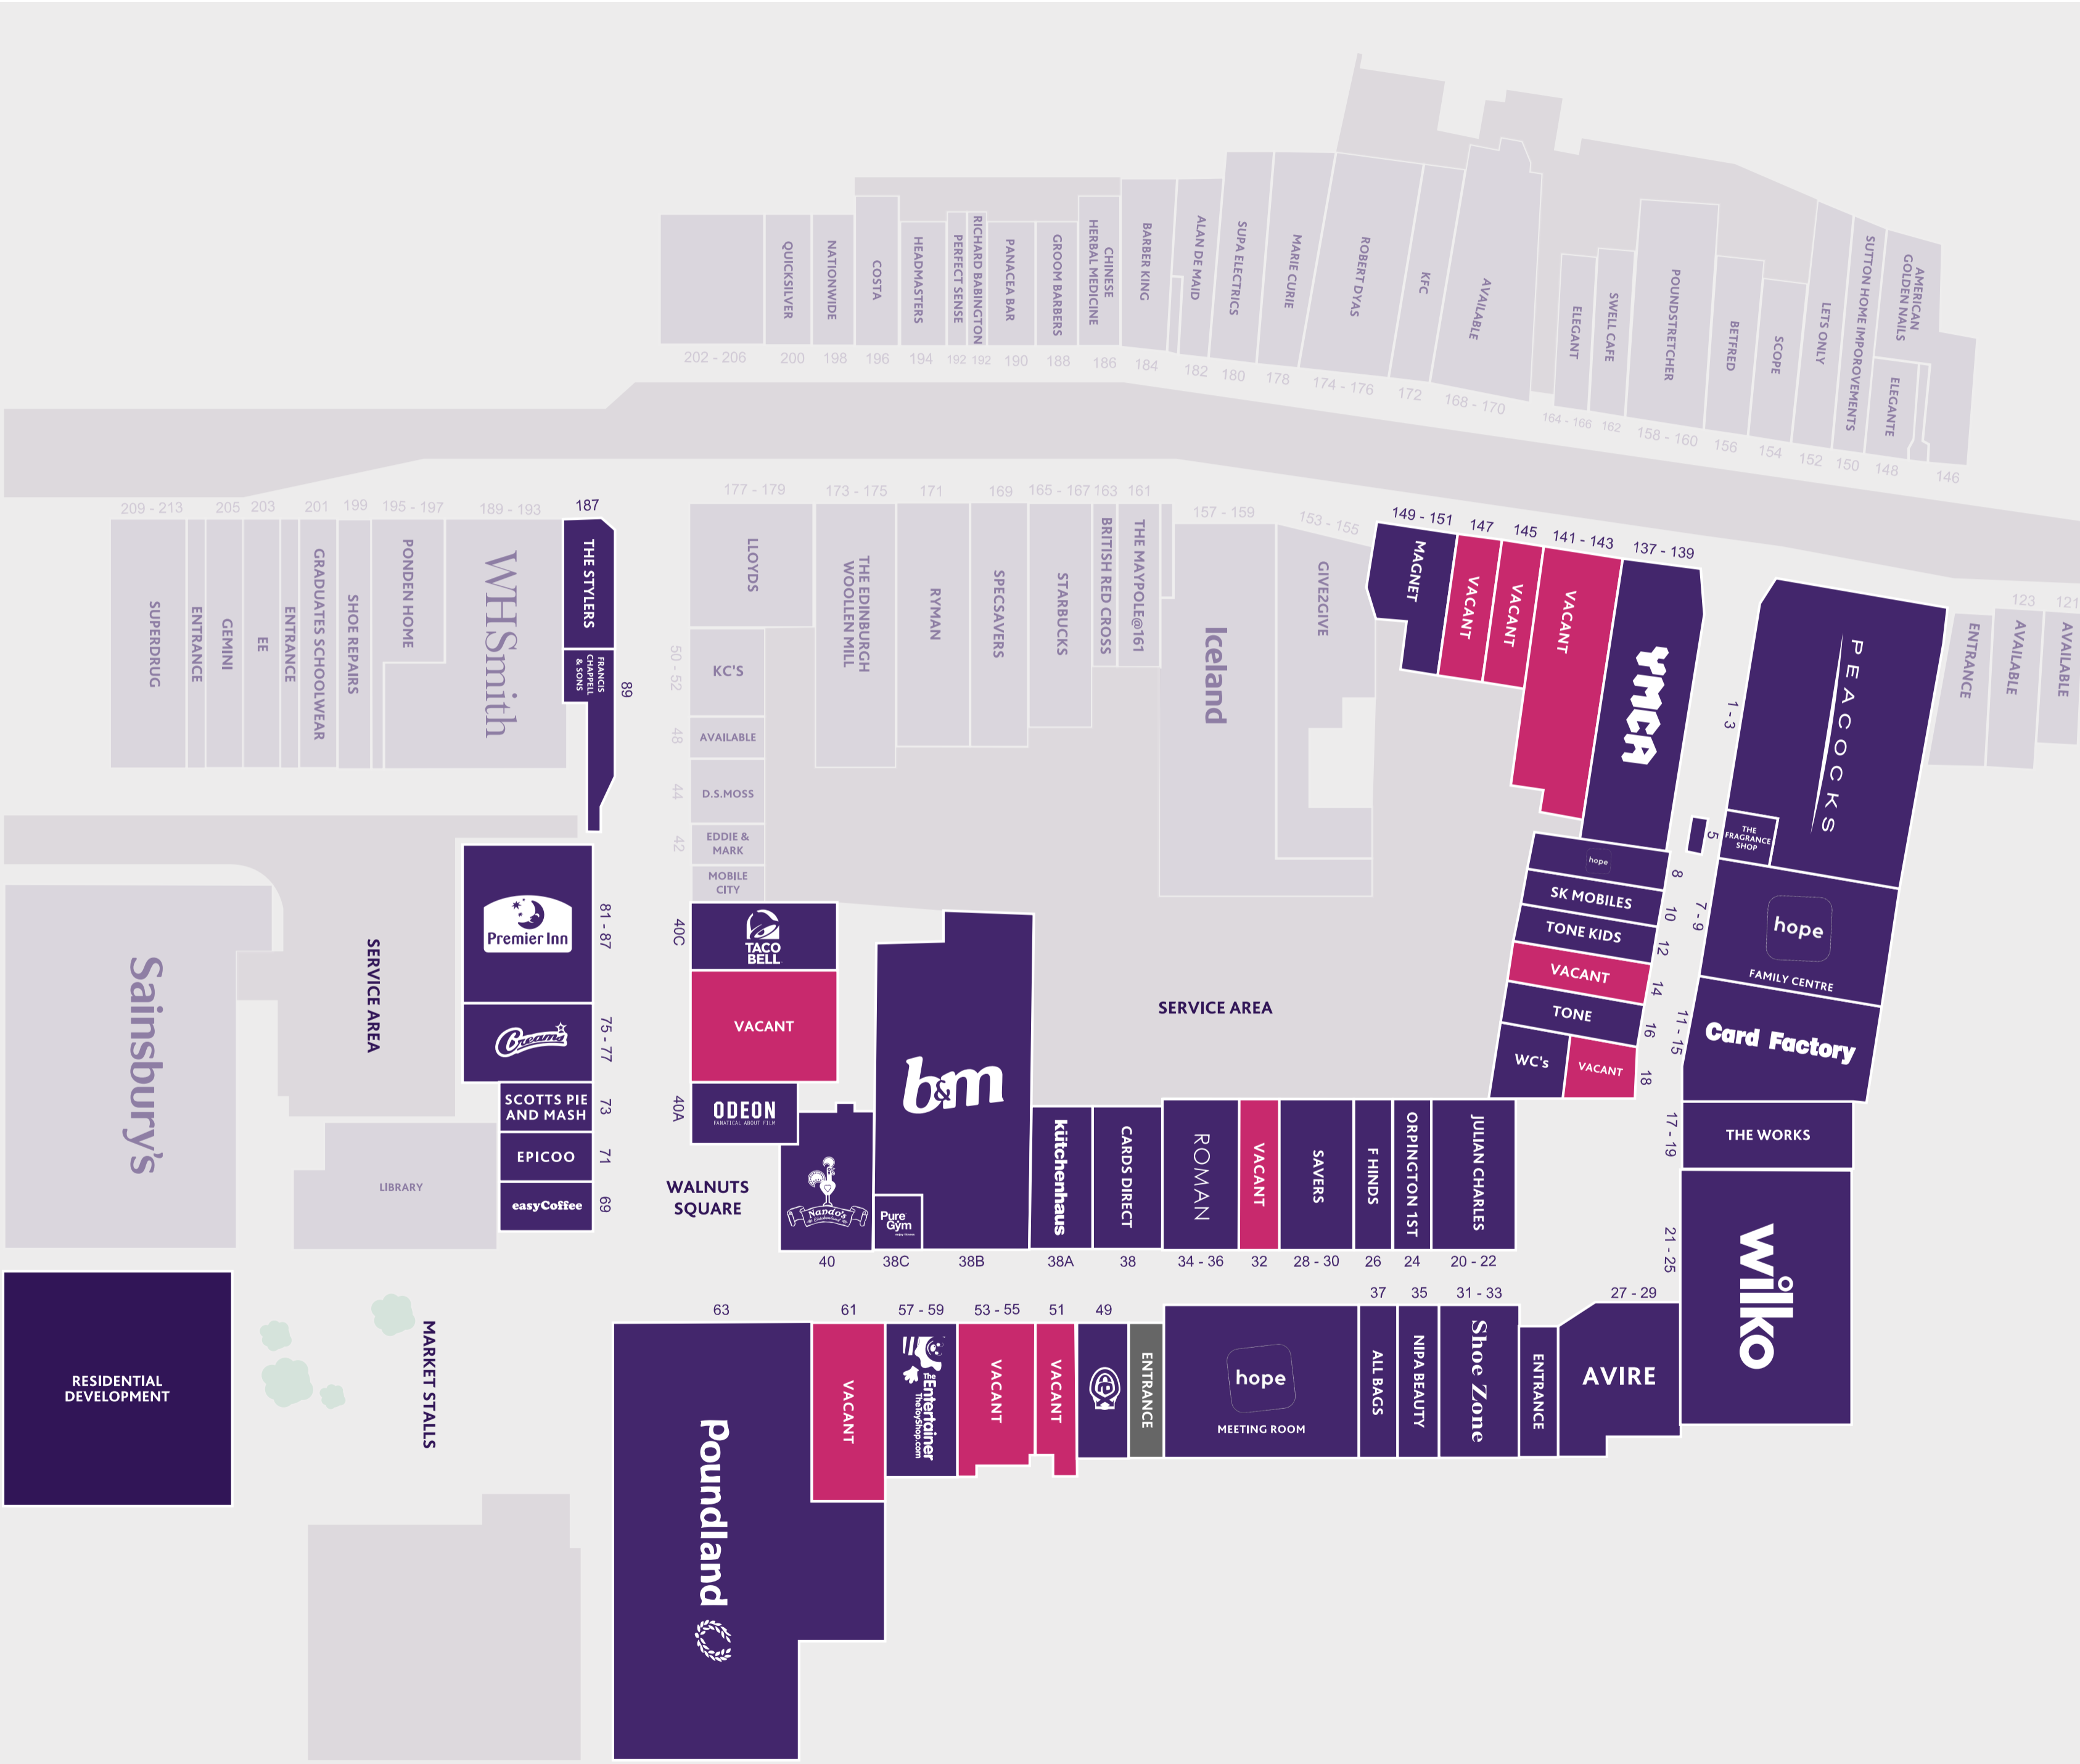 202 - 206
QUICKSILVER
200
NATIONWIDE
198
COSTA
196
HEADMASTERS
194
PERFECT SENSE
192
RICHARD BABINGTON
192
PANACEA BAR
190
GROOM BARBERS
188
CHINESE
HERBAL MEDICINE
186
BARBER KING
184
ALAN DE MAID
182
SUPA ELECTRICS
180
MARIE CURIE
178
ROBERT DYAS
174 - 176
KFC
172
AVAILABLE
168 - 170
ELEGANT
164 - 166
SWELL CAFE
162
POUNDSTRETCHER
158 - 160
BETFRED
156
SCOPE
154
LETS ONLY
152
SUTTON HOME IMPOROVEMENTS
150
AMERICAN
GOLDEN NAILS
ELEGANTE
148
146
209 - 213
SUPERDRUG
ENTRANCE
205
GEMINI
203
EE
ENTRANCE
201
GRADUATES SCHOOLWEAR
199
SHOE REPAIRS
195 - 197
PONDEN HOME
189 - 193
WHSmith
187
THE STYLERS
FRANCIS
CHAPPELL
& SONS
89
177 - 179
LLOYDS
173 - 175
THE EDINBURGH
WOOLLEN MILL
171
RYMAN
169
SPECSAVERS
165 - 167
STARBUCKS
163
BRITISH RED CROSS
161
THE MAYPOLE@161
157 - 159
Iceland
153 - 155
GIVE2GIVE
149 - 151
MAGNET
147
VACANT
145
VACANT
141 - 143
VACANT
137 - 139
YMCA
1 - 3
PEACOCKS
ENTRANCE
123
AVAILABLE
121
AVAILABLE
50 - 52
KC'S
48
AVAILABLE
44
D.S.MOSS
42
EDDIE &
MARK
MOBILE
CITY
40C
TACO
BELL
VACANT
40A
ODEON
FANATICAL ABOUT FILM
5
THE
FRAGRANCE
SHOP
hope
8
SK MOBILES
10
TONE KIDS
12
VACANT
14
TONE
16
WC's
VACANT
18
7 - 9
hope
FAMILY CENTRE
11 - 15
Card Factory
17 - 19
THE WORKS
21 - 25
wilko
Sainsbury's
SERVICE AREA
Premier Inn
81 - 87
Creams
75 - 77
SCOTTS PIE
AND MASH
73
EPICOO
71
easyCoffee
69
LIBRARY
WALNUTS
SQUARE
SERVICE AREA
Nando's
40
Pure
Gym
38C
b&m
38B
kütchenhaus
38A
CARDS DIRECT
38
ROMAN
34 - 36
VACANT
32
SAVERS
28 - 30
F HINDS
26
ORPINGTON 1ST
24
JULIAN CHARLES
20 - 22
RESIDENTIAL
DEVELOPMENT
MARKET STALLS
63
Poundland
61
VACANT
57 - 59
The Entertainer
TheToyShop.com
53 - 55
VACANT
51
VACANT
49
ENTRANCE
hope
MEETING ROOM
37
ALL BAGS
35
NIPA BEAUTY
31 - 33
Shoe Zone
ENTRANCE
27 - 29
AVIRE